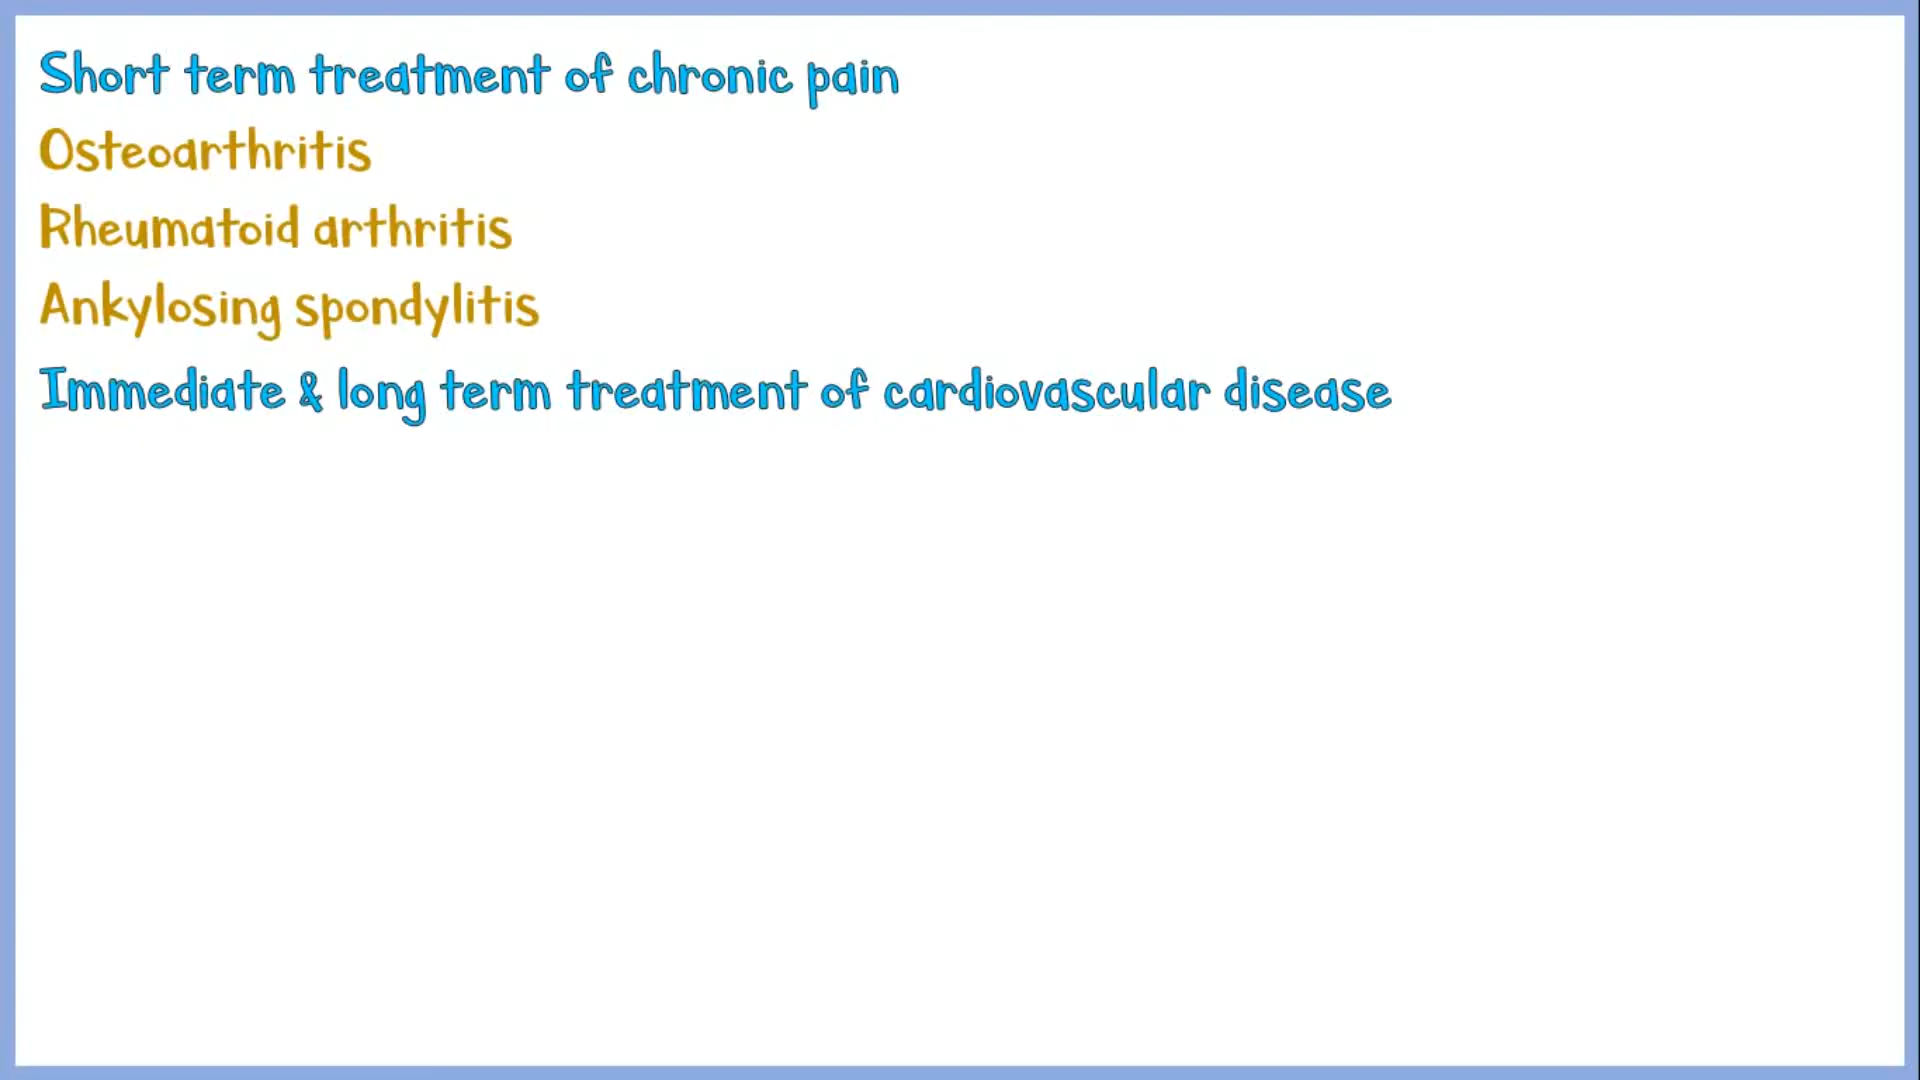 Short term treatment of chronic pain
Osteoarthritis
Rheumatoid arthritis
Ankylosing spondylitis
Immediate & long term treatment of cardiovascular disease